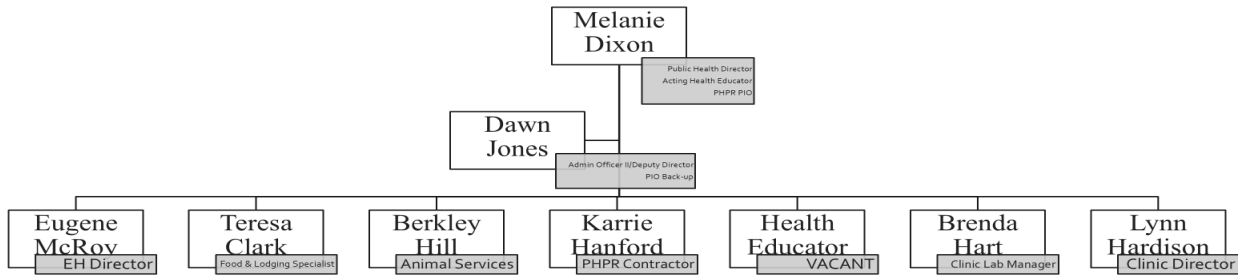 Melanie
Dixon
Public Health Director
Acting Health Educator
PHPR PIO
Dawn
Jones
Admin Officer II/Deputy Director
PIO Back-up
Eugene
McRoy
EH Director
Teresa
Clark
Food & Lodging Specialist
Berkley
Hill
Animal Services
Karrie
Hanford
PHPR Contractor
Health
Educator
VACANT
Brenda
Hart
Clinic Lab Manager
Lynn
Hardison
Clinic Director